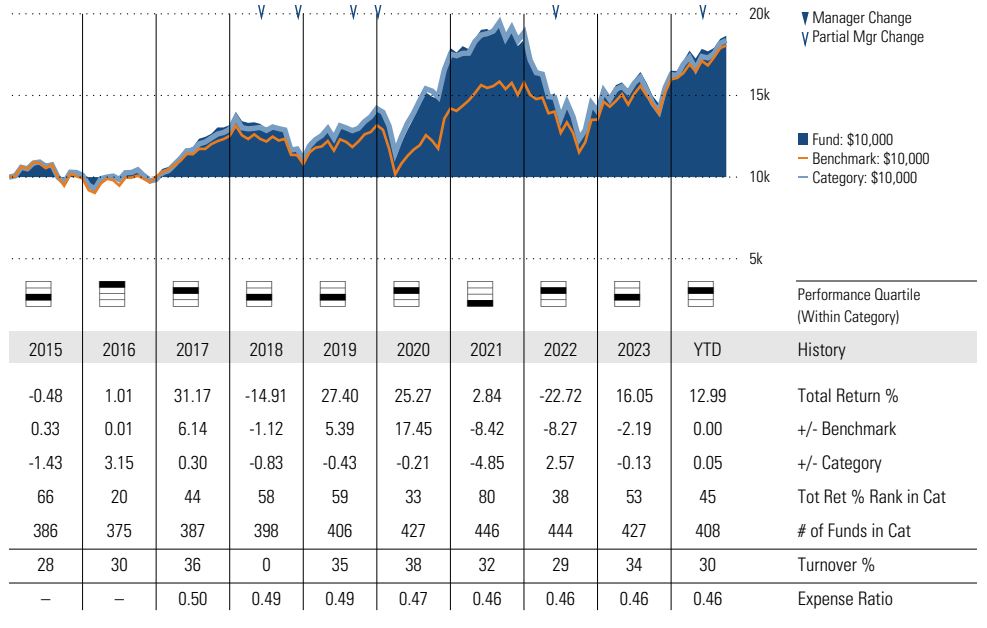 20k
▼ Manager Change
Partial Mgr Change
15k
Fund: $10,000
Benchmark: $10,000
Category: $10,000
10k
5k
Performance Quartile
(Within Category)
2015 2016 2017 2018 2019 2020 2021 2022 2023 YTD History
-0.48 1.01 31.17 -14.91 27.40 25.27 2.84 -22.72 16.05 12.99 Total Return %
0.33 0.01 6.14 -1.12 5.39 17.45 -8.42 -8.27 -2.19 0.00 +/- Benchmark
-1.43 3.15 0.30 -0.83 -0.43 -0.21 -4.85 2.57 -0.13 0.05 +/- Category
66 20 44 58 59 33 80 38 53 45 Tot Ret % Rank in Cat
386 375 387 398 406 427 446 444 427 408 # of Funds in Cat
28 30 36 0 35 38 32 29 34 30 Turnover %
– – 0.50 0.49 0.49 0.47 0.46 0.46 0.46 0.46 Expense Ratio